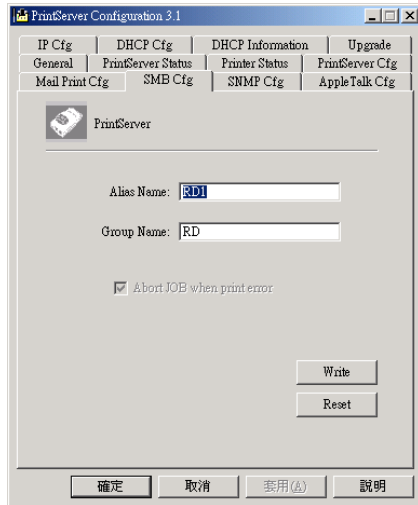 PrintServer Configuration 3.1
IP Cfg DHCP Cfg DHCP Information Upgrade
General PrintServer Status Printer Status PrintServer Cfg
Mail Print Cfg SMB Cfg SNMP Cfg AppleTalk Cfg
PrintServer
Alias Name: RD1
Group Name: RD
Abort JOB when print error
Write
Reset
確定 取消 套用(A) 說明